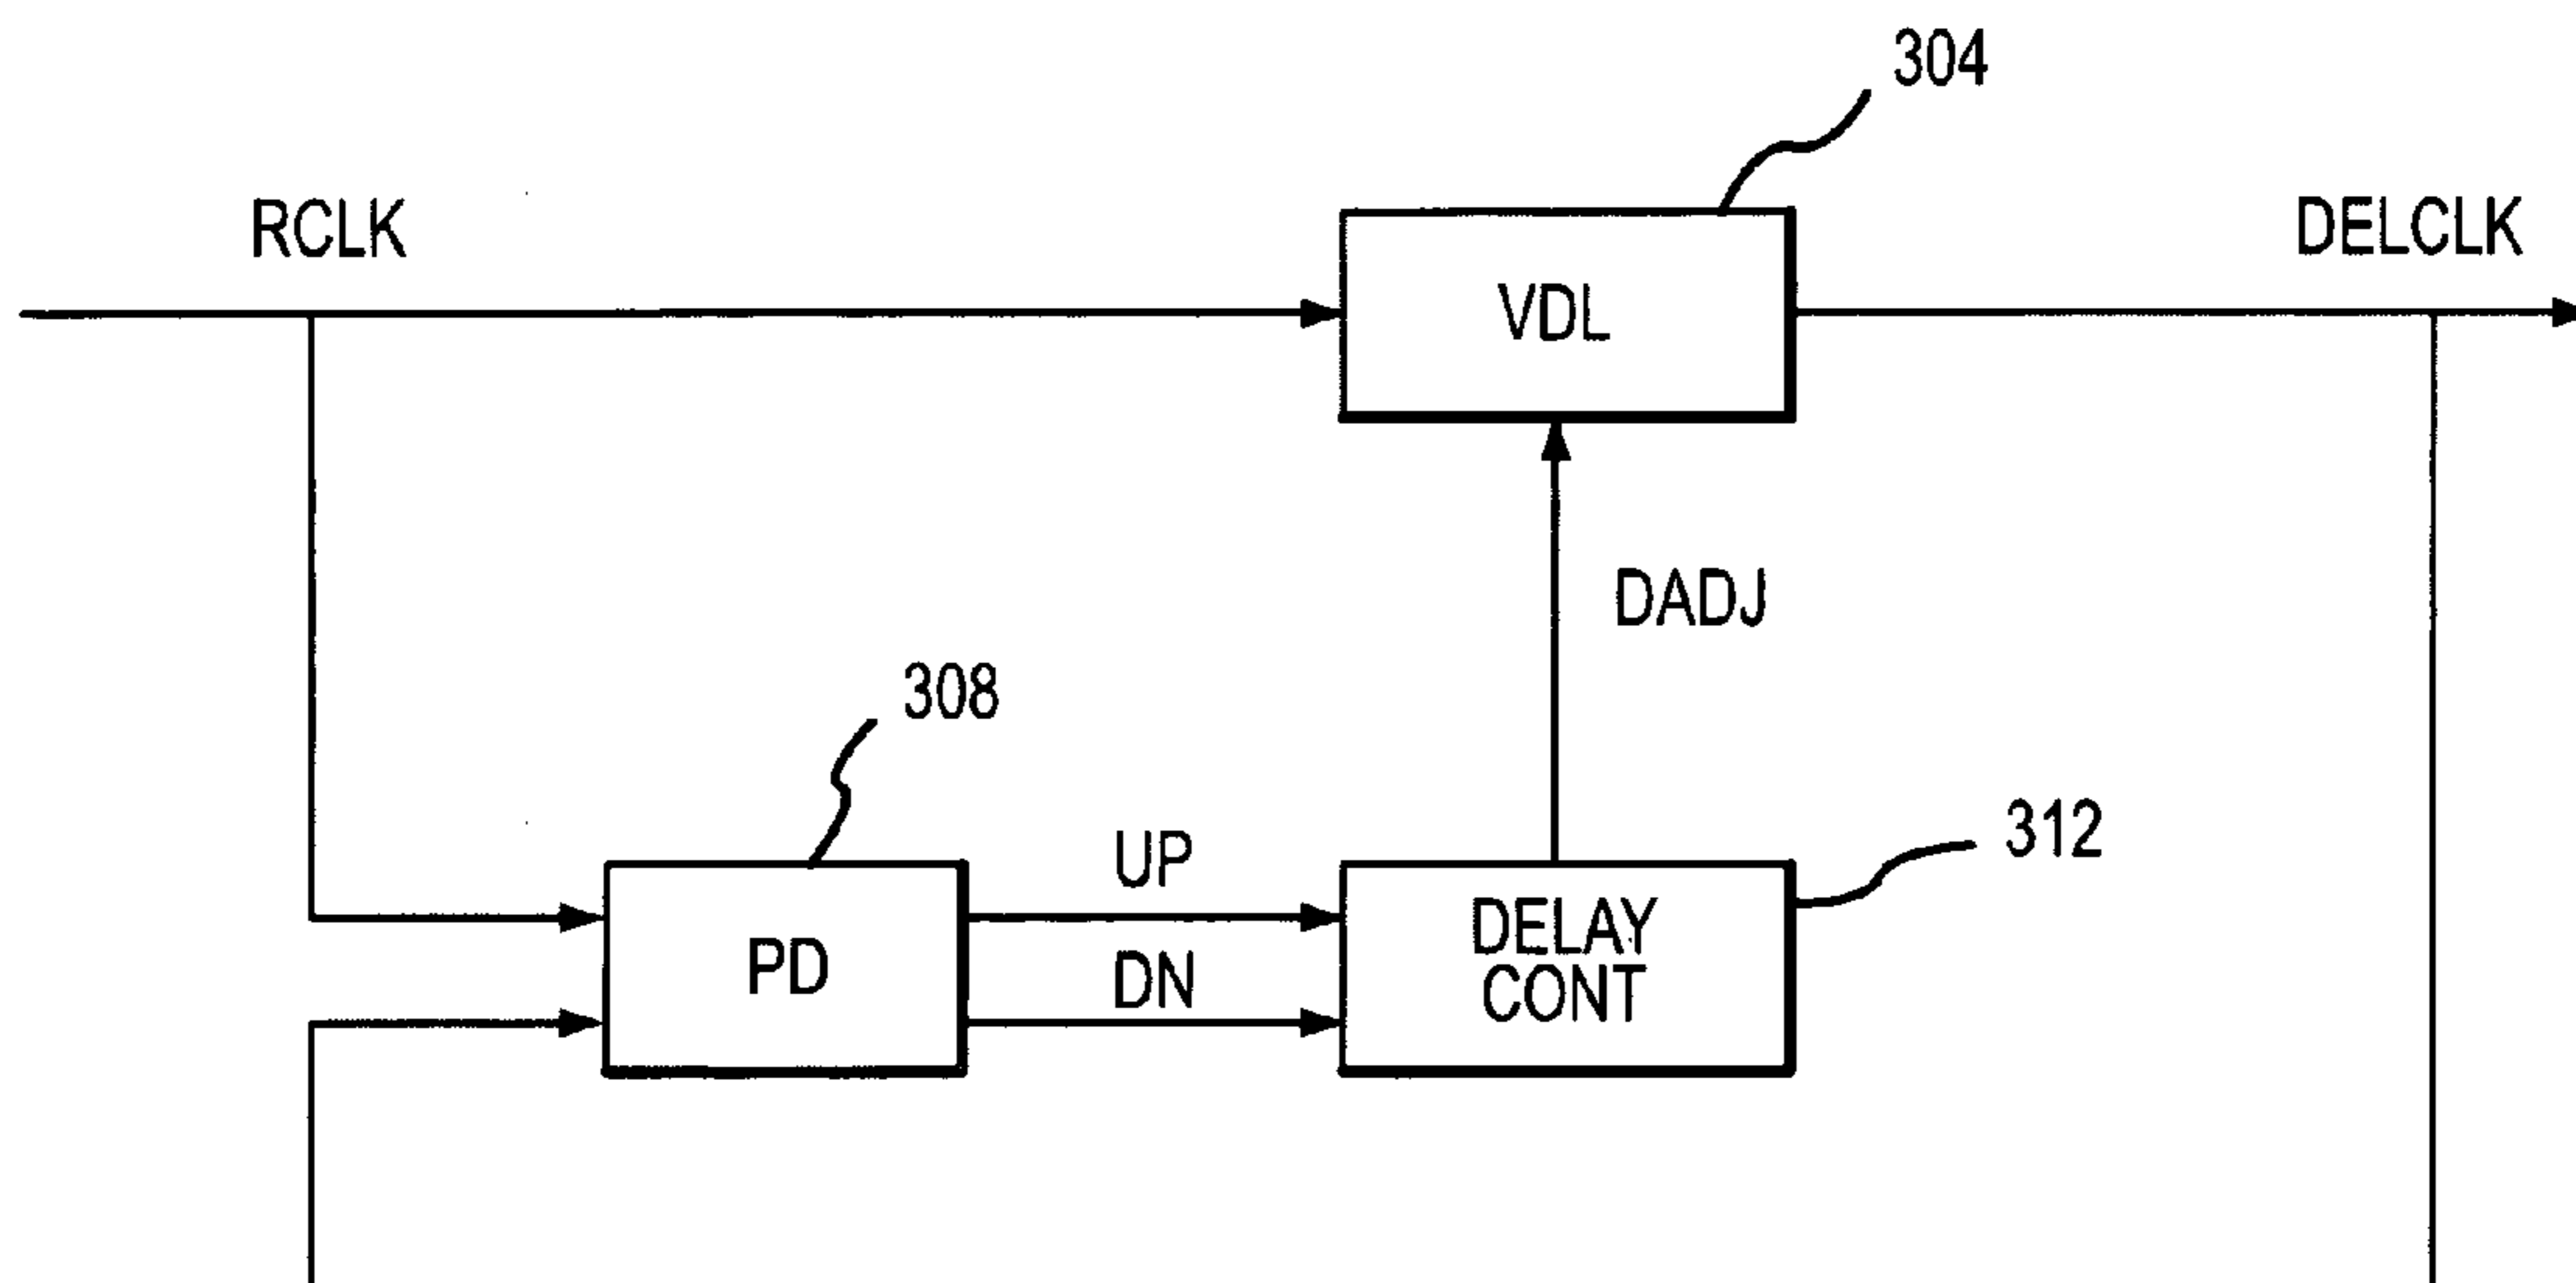 304
RCLK
DELCLK
VDL
DADJ
308
UP
312
DELAY
PD
DN
CONT